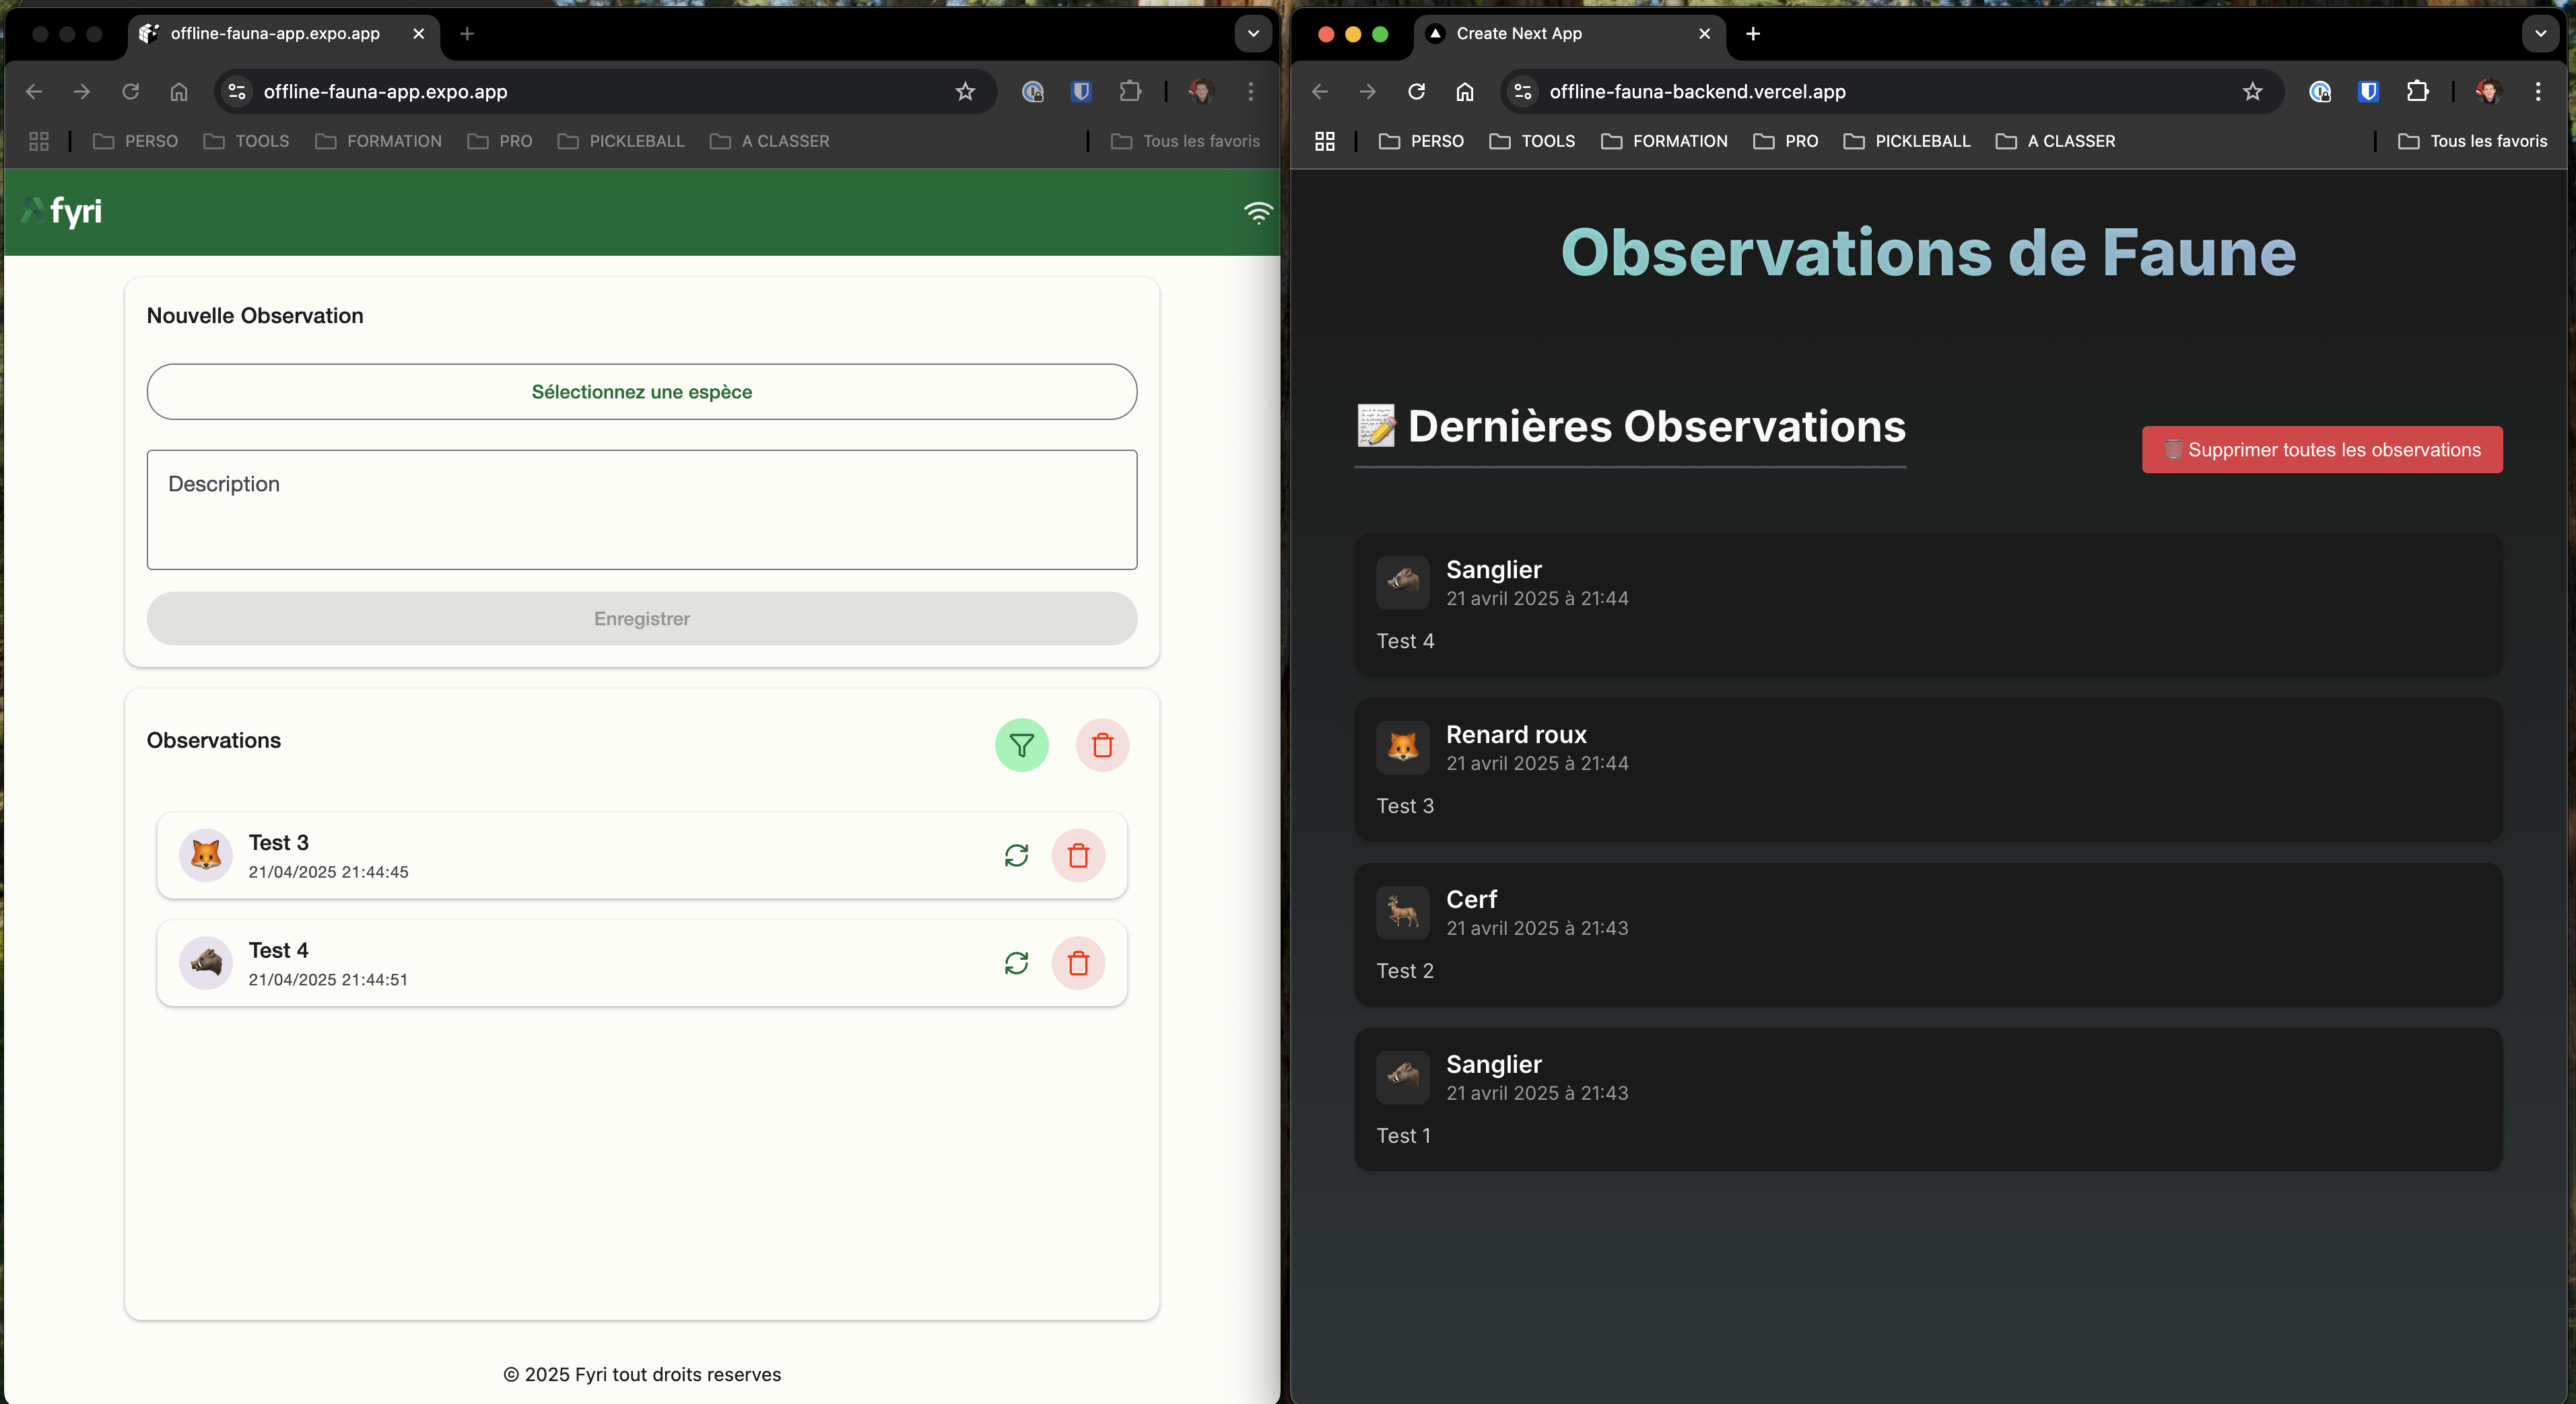 offline-fauna-app.expo.app
offline-fauna-app.expo.app
PERSO TOOLS FORMATION PRO PICKLEBALL A CLASSER Tous les favoris
fyri
Nouvelle Observation
Sélectionnez une espèce
Description
Enregistrer
Observations
Test 3
21/04/2025 21:44:45
Test 4
21/04/2025 21:44:51
© 2025 Fyri tout droits reserves
Create Next App
offline-fauna-backend.vercel.app
PERSO TOOLS FORMATION PRO PICKLEBALL A CLASSER Tous les favoris
Observations de Faune
Dernières Observations
Supprimer toutes les observations
Sanglier
21 avril 2025 à 21:44
Test 4
Renard roux
21 avril 2025 à 21:44
Test 3
Cerf
21 avril 2025 à 21:43
Test 2
Sanglier
21 avril 2025 à 21:43
Test 1